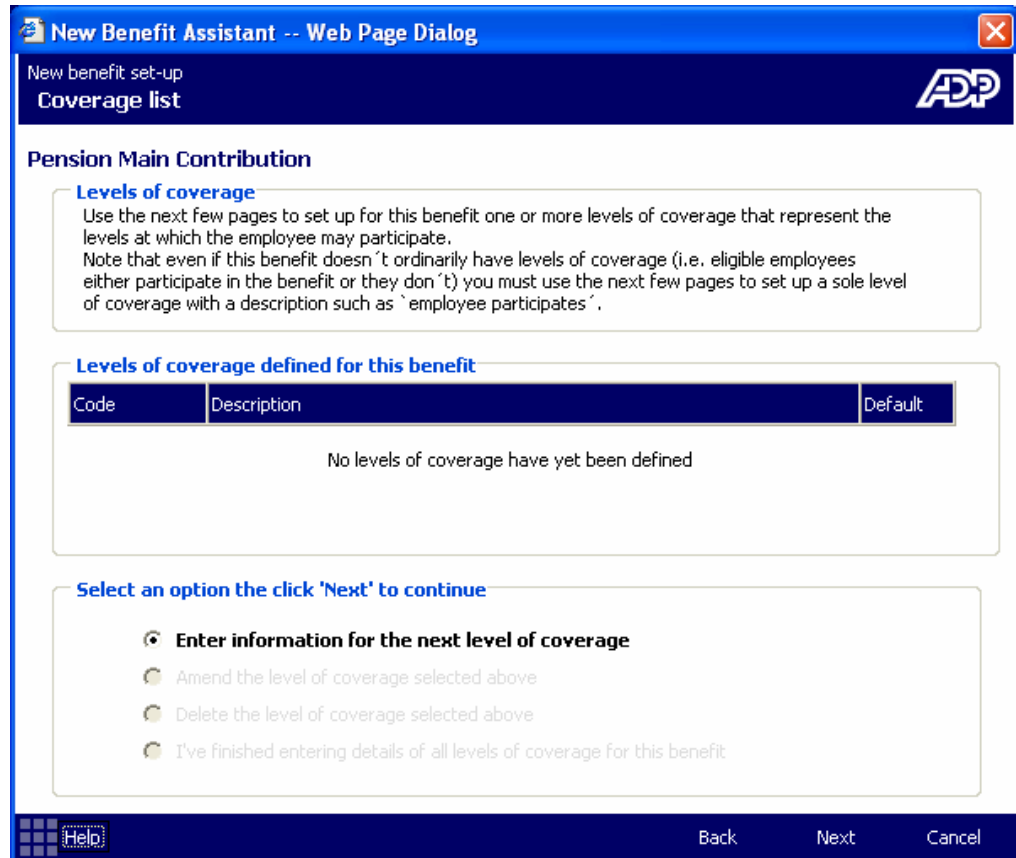 New Benefit Assistant -- Web Page Dialog
New benefit set-up
Coverage list
ADP
Pension Main Contribution
Levels of coverage
Use the next few pages to set up for this benefit one or more levels of coverage that represent the
levels at which the employee may participate.
Note that even if this benefit doesn´t ordinarily have levels of coverage (i.e. eligible employees
either participate in the benefit or they don´t) you must use the next few pages to set up a sole level
of coverage with a description such as `employee participates´.
Levels of coverage defined for this benefit
Code Description Default
No levels of coverage have yet been defined
Select an option the click 'Next' to continue
Enter information for the next level of coverage
Amend the level of coverage selected above
Delete the level of coverage selected above
I've finished entering details of all levels of coverage for this benefit
Help Back Next Cancel